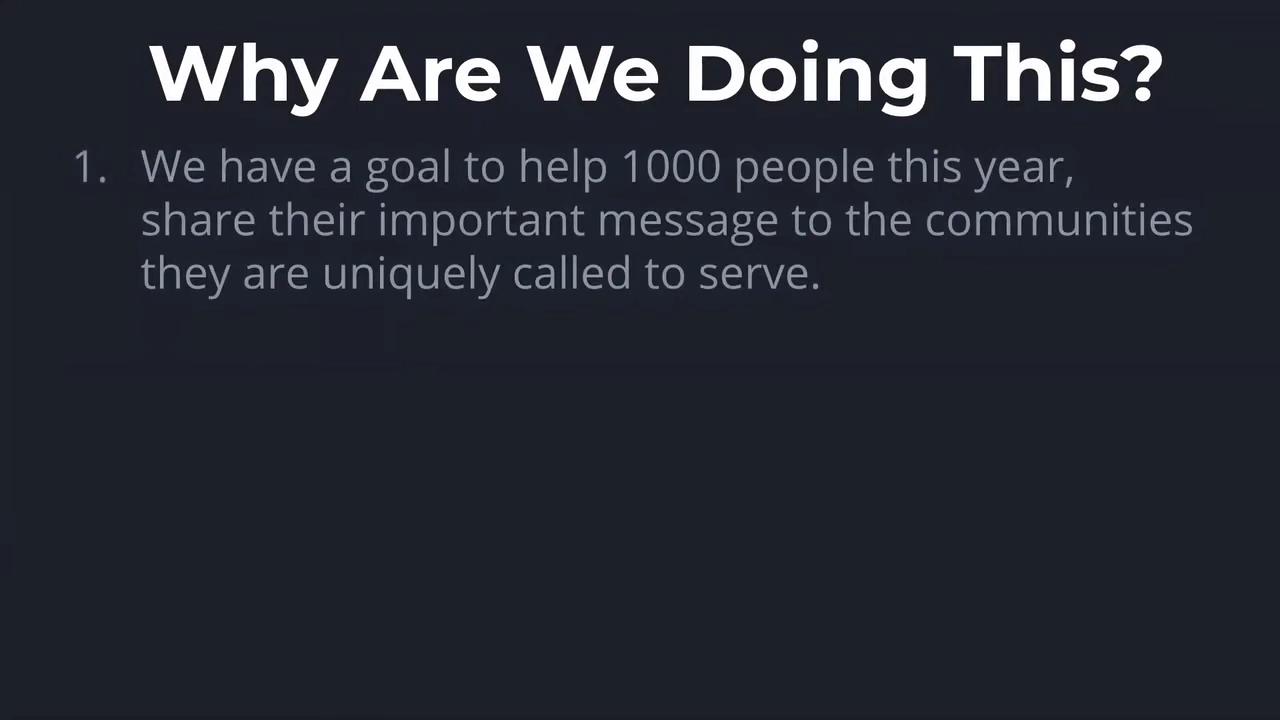 Why Are We Doing This?
1. We have a goal to help 1000 people this year,
share their important message to the communities
they are uniquely called to serve.